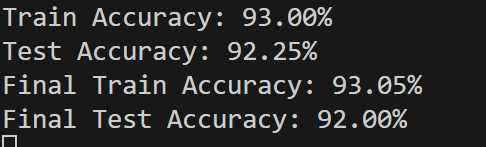 Train Accuracy: 93.00%
Test Accuracy: 92.25%
Final Train Accuracy: 93.05%
Final Test Accuracy: 92.00%